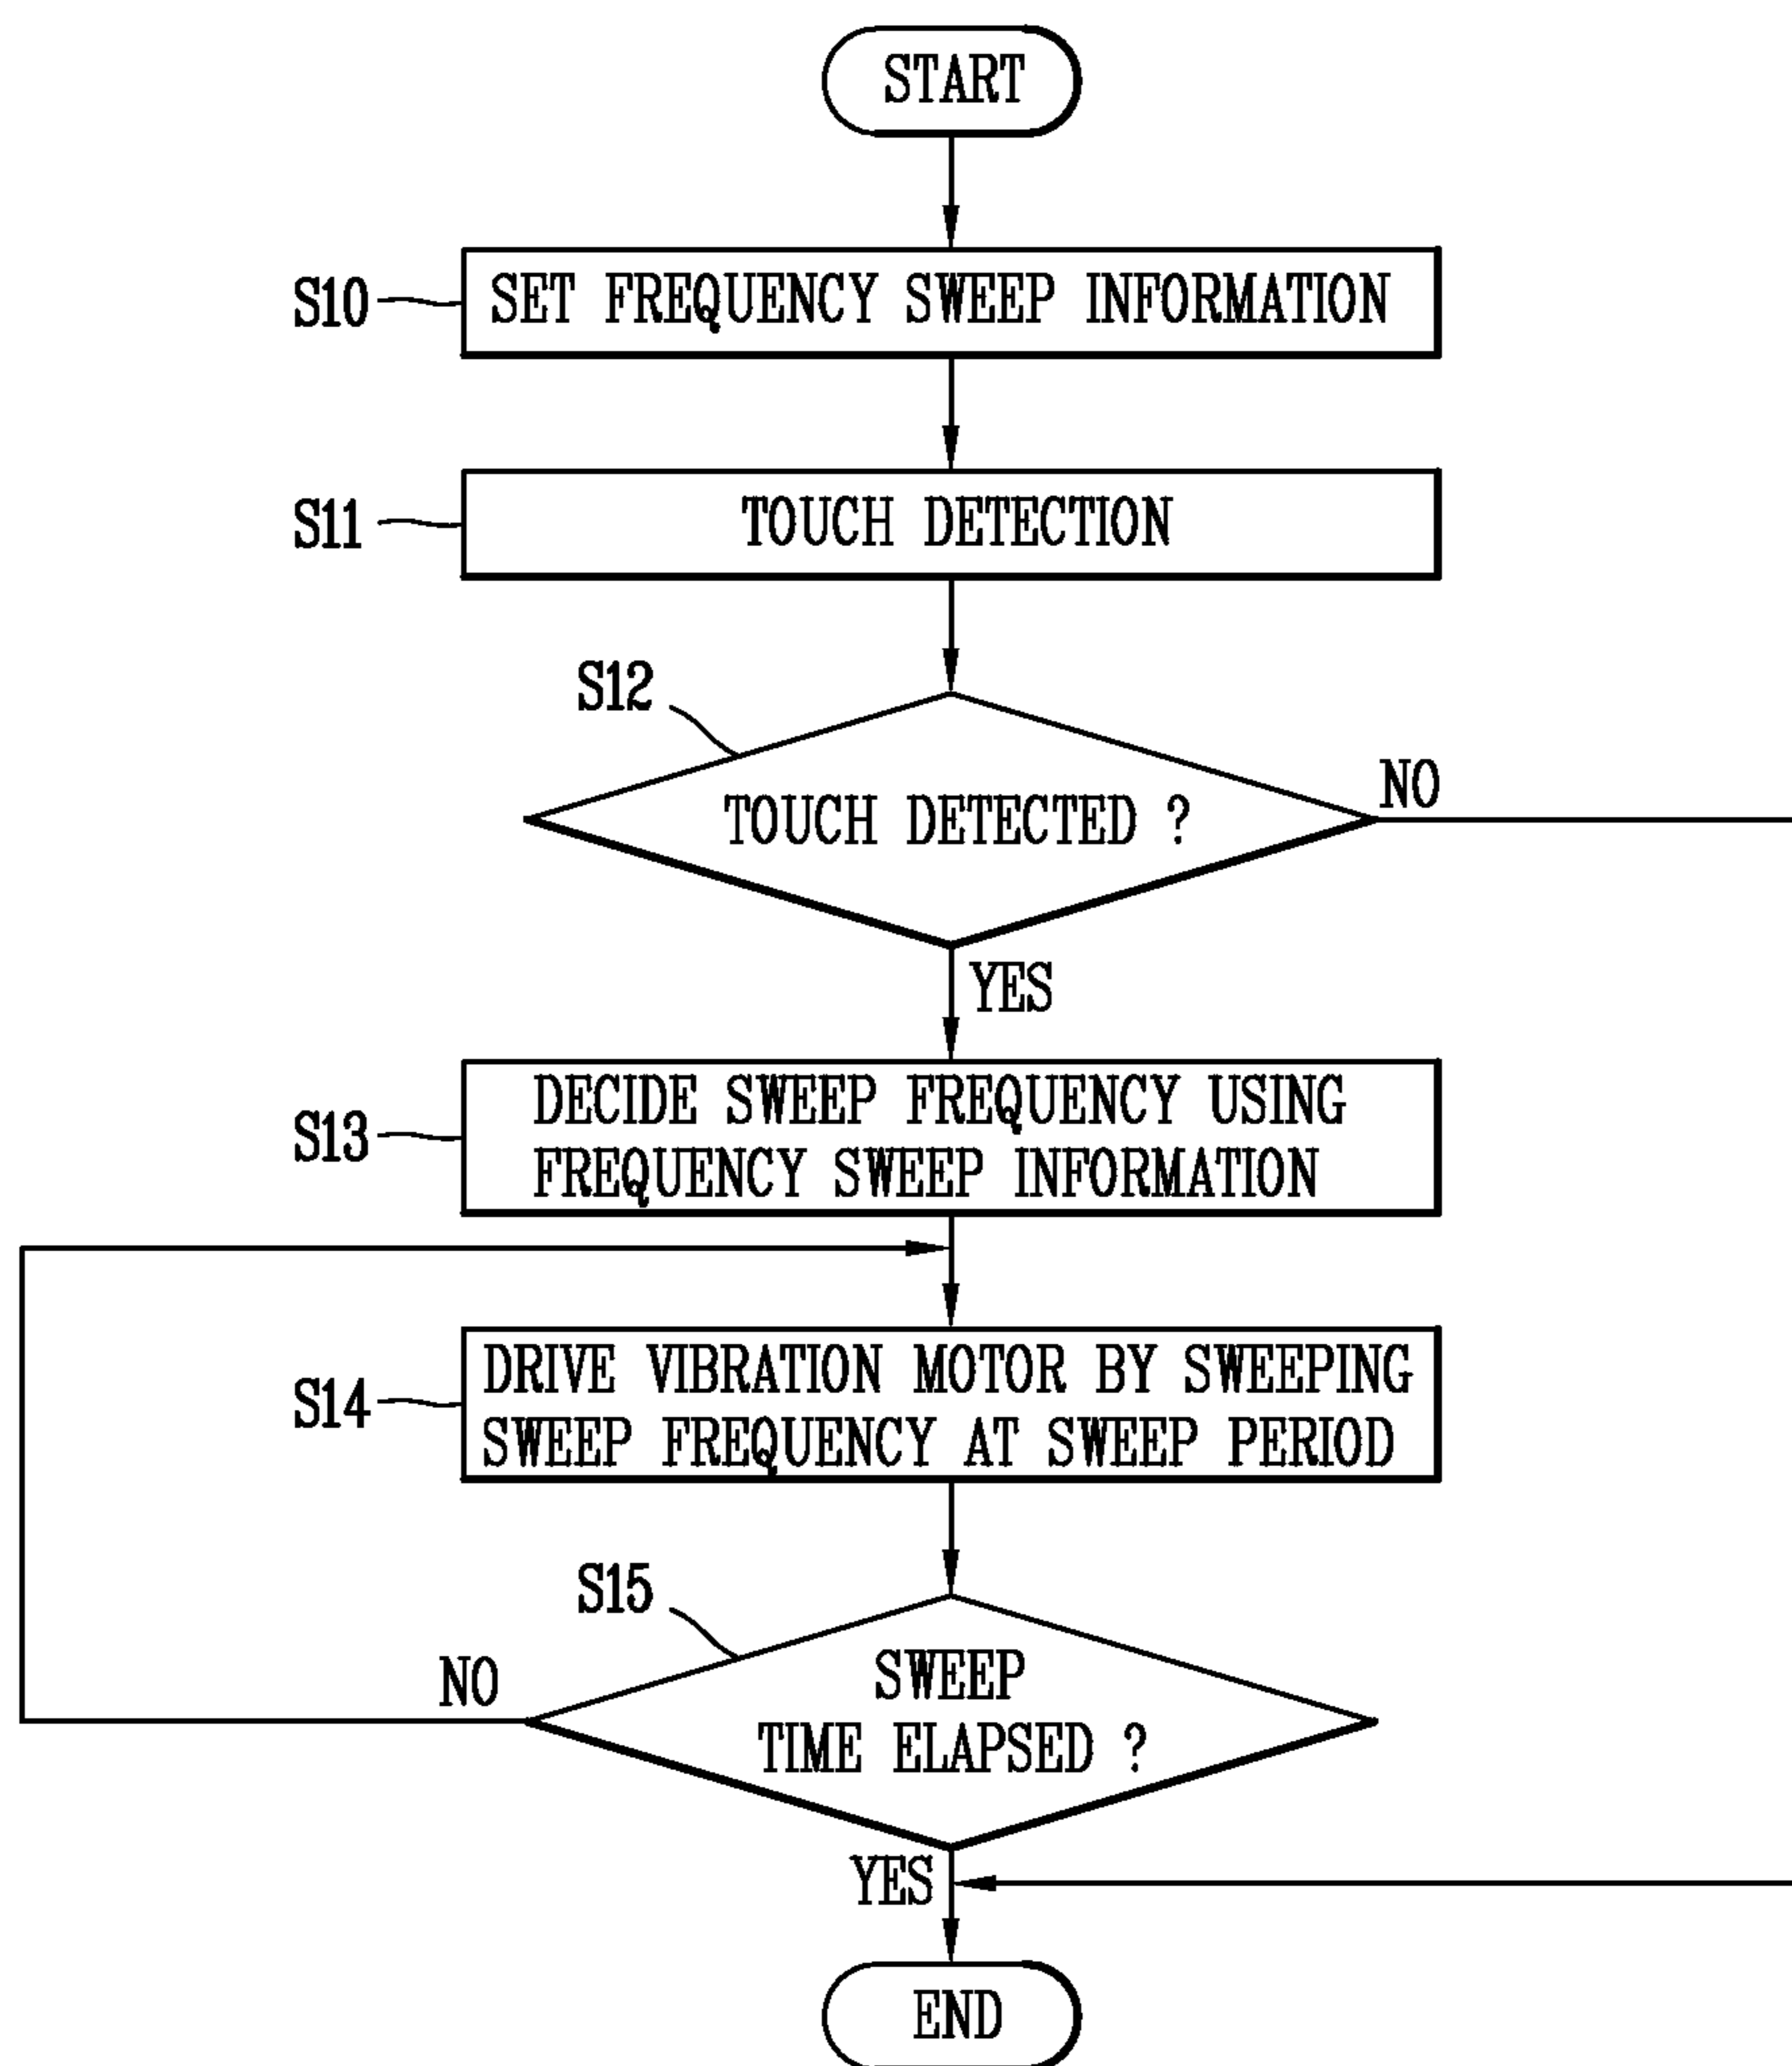 START
S10
SET FREQUENCY SWEEP INFORMATION
S11
TOUCH DETECTION
S12
TOUCH DETECTED ?
NO
YES
S13
DECIDE SWEEP FREQUENCY USING
FREQUENCY SWEEP INFORMATION
S14
DRIVE VIBRATION MOTOR BY SWEEPING
SWEEP FREQUENCY AT SWEEP PERIOD
S15
NO
SWEEP
TIME ELAPSED ?
YES
END